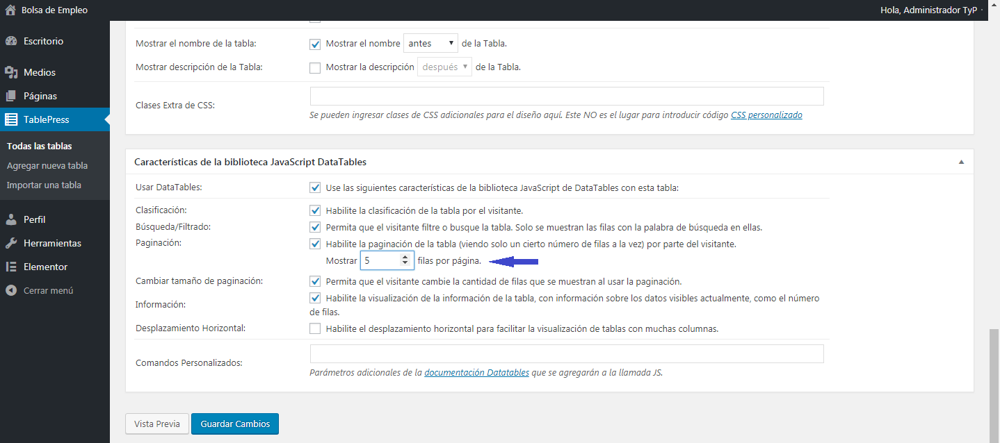 Bolsa de Empleo
Hola, Administrador TyP
Escritorio
Medios
Páginas
TablePress
Todas las tablas
Agregar nueva tabla
Importar una tabla
Perfil
Herramientas
Elementor
Cerrar menú
Mostrar el nombre de la tabla: Mostrar el nombre antes de la Tabla.
Mostrar descripción de la Tabla: Mostrar la descripción después de la Tabla.
Clases Extra de CSS:
Se pueden ingresar clases de CSS adicionales para el diseño aquí. Este NO es el lugar para introducir código CSS personalizado
Características de la biblioteca JavaScript DataTables
Usar DataTables: Use las siguientes características de la biblioteca JavaScript de DataTables con esta tabla:
Clasificación: Habilite la clasificación de la tabla por el visitante.
Búsqueda/Filtrado: Permita que el visitante filtre o busque la tabla. Solo se muestran las filas con la palabra de búsqueda en ellas.
Paginación: Habilite la paginación de la tabla (viendo solo un cierto número de filas a la vez) por parte del visitante.
Mostrar 5 filas por página.
Cambiar tamaño de paginación: Permita que el visitante cambie la cantidad de filas que se muestran al usar la paginación.
Información: Habilite la visualización de la información de la tabla, con información sobre los datos visibles actualmente, como el número
de filas.
Desplazamiento Horizontal: Habilite el desplazamiento horizontal para facilitar la visualización de tablas con muchas columnas.
Comandos Personalizados:
Parámetros adicionales de la documentación Datatables que se agregarán a la llamada JS.
Vista Previa Guardar Cambios